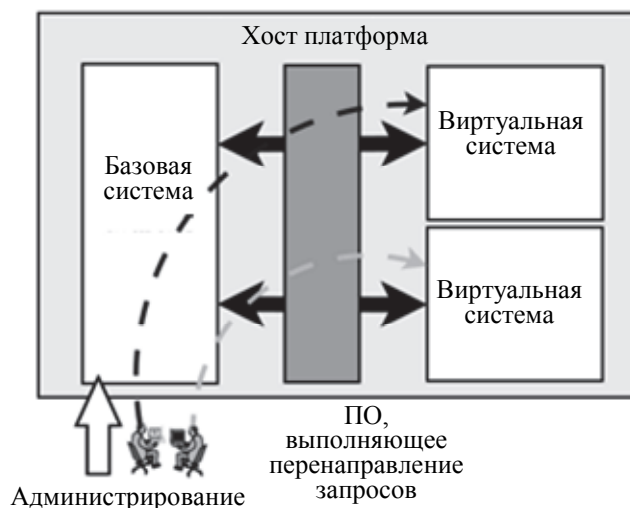 Хост платформа
Базовая
система
Виртуальная
система
Виртуальная
система
ПО,
выполняющее
перенаправление
запросов
Администрирование